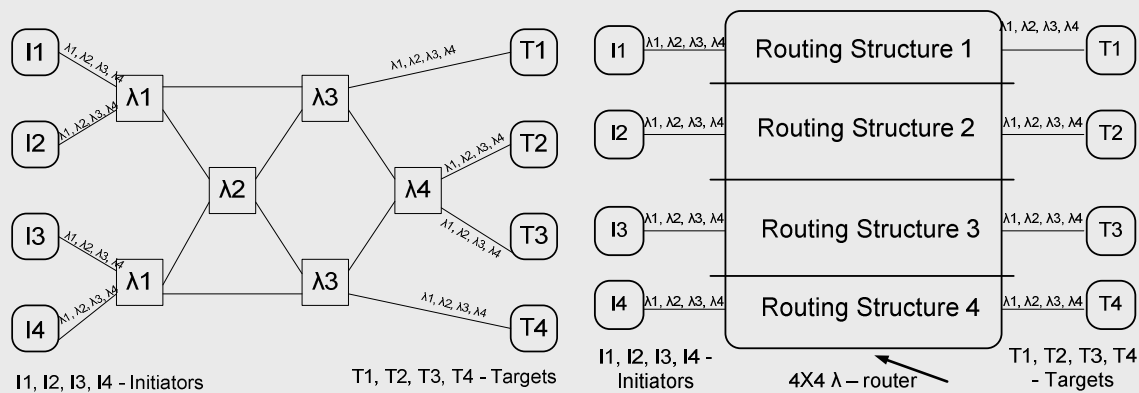 I1
λ1, λ2, λ3, λ4
λ1, λ2, λ3, λ4
T1
λ1
λ3
I2
λ1, λ2, λ3, λ4
λ1, λ2, λ3, λ4
T2
λ2
λ4
I3
λ1, λ2, λ3, λ4
λ1, λ2, λ3, λ4
T3
λ1
λ3
I4
λ1, λ2, λ3, λ4
λ1, λ2, λ3, λ4
T4
I1, I2, I3, I4 - Initiators
T1, T2, T3, T4 - Targets
I1
λ1, λ2, λ3, λ4
Routing Structure 1
λ1, λ2, λ3, λ4
T1
I2
λ1, λ2, λ3, λ4
Routing Structure 2
λ1, λ2, λ3, λ4
T2
I3
λ1, λ2, λ3, λ4
Routing Structure 3
λ1, λ2, λ3, λ4
T3
I4
λ1, λ2, λ3, λ4
Routing Structure 4
λ1, λ2, λ3, λ4
T4
I1, I2, I3, I4 -
Initiators
4X4 λ – router
T1, T2, T3, T4
- Targets